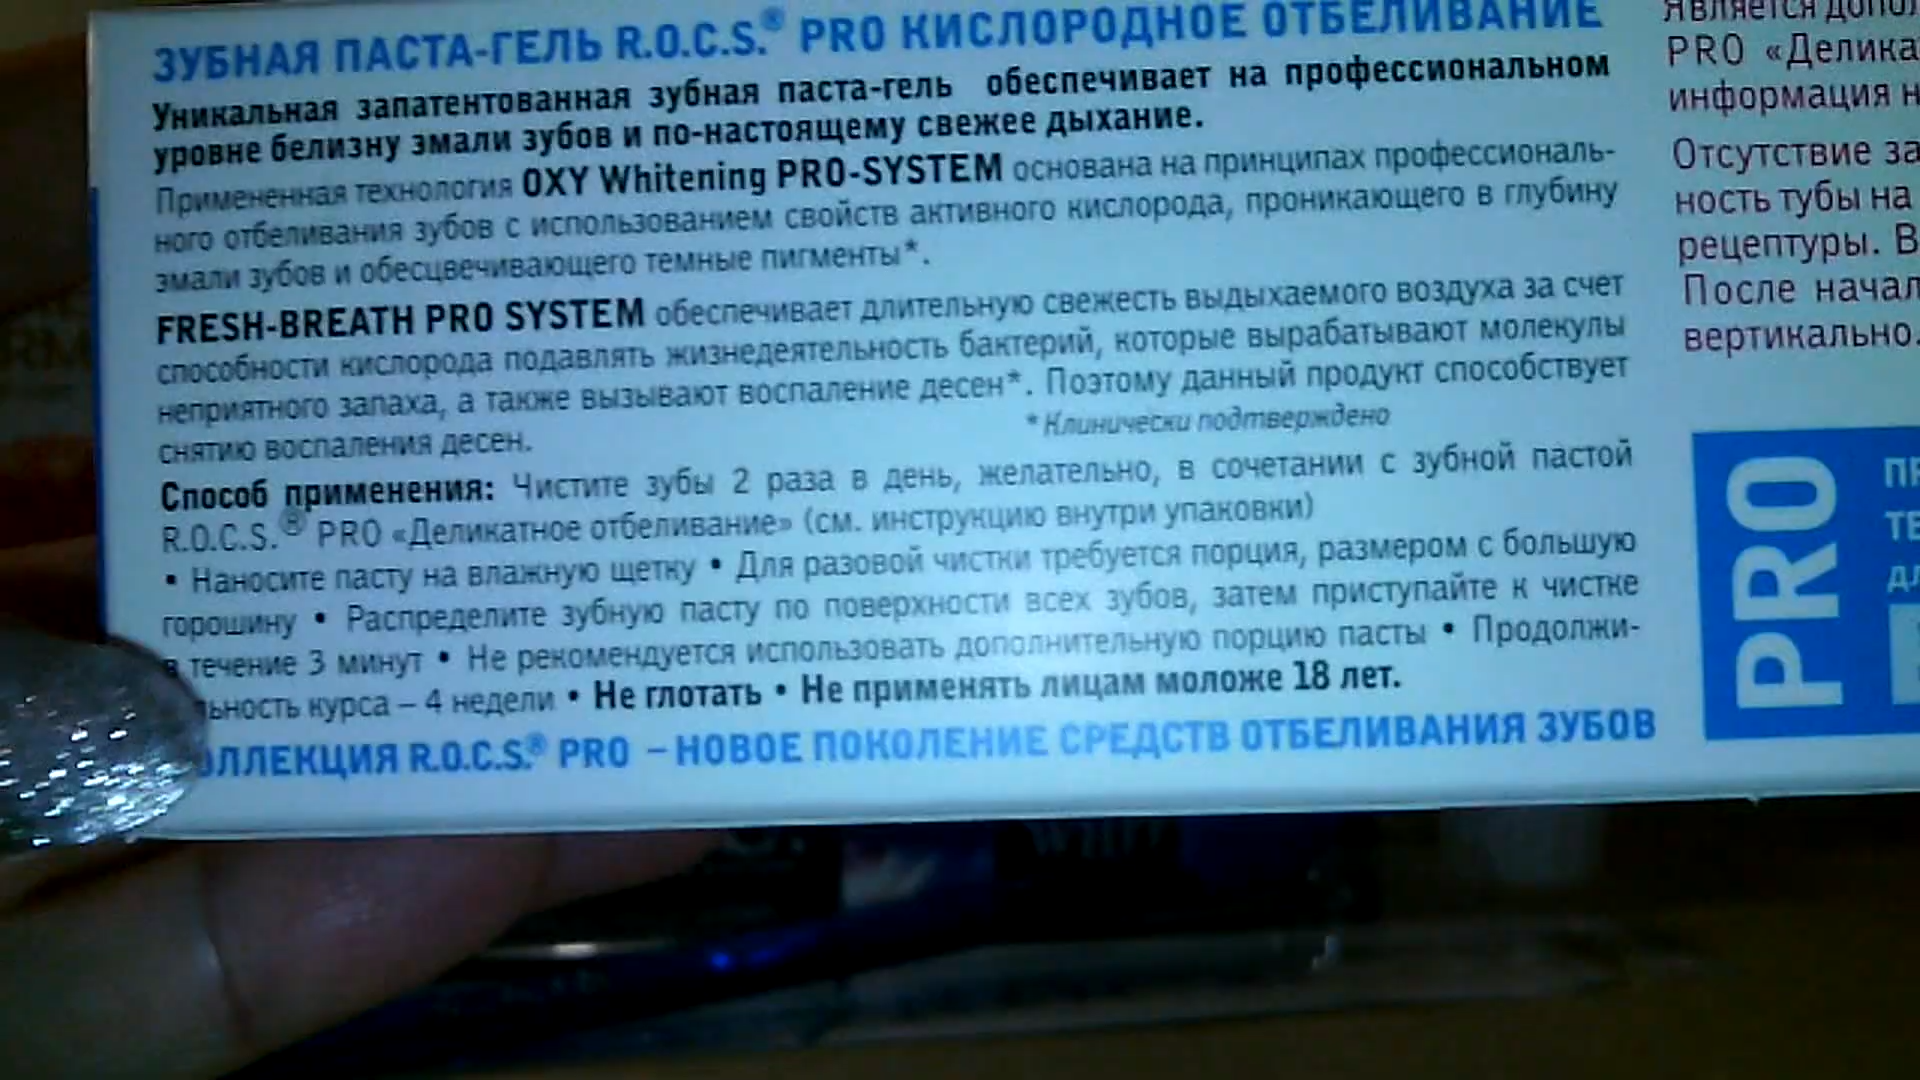 ЗУБНАЯ ПАСТА-ГЕЛЬ R.O.C.S.® PRO КИСЛОРОДНОЕ ОТБЕЛИВАНИЕ
Уникальная запатентованная зубная паста-гель обеспечивает на профессиональном
уровне белизну эмали зубов и по-настоящему свежее дыхание.
Примененная технология OXY Whitening PRO-SYSTEM основана на принципах профессиональ-
ного отбеливания зубов с использованием свойств активного кислорода, проникающего в глубину
эмали зубов и обесцвечивающего темные пигменты*.
FRESH-BREATH PRO SYSTEM обеспечивает длительную свежесть выдыхаемого воздуха за счет
способности кислорода подавлять жизнедеятельность бактерий, которые вырабатывают молекулы
неприятного запаха, а также вызывают воспаление десен*. Поэтому данный продукт способствует
снятию воспаления десен.
* Клинически подтверждено
Способ применения: Чистите зубы 2 раза в день, желательно, в сочетании с зубной пастой
R.O.C.S.® PRO «Деликатное отбеливание» (см. инструкцию внутри упаковки)
• Наносите пасту на влажную щетку • Для разовой чистки требуется порция, размером с большую
горошину • Распределите зубную пасту по поверхности всех зубов, затем приступайте к чистке
в течение 3 минут • Не рекомендуется использовать дополнительную порцию пасты • Продолжи-
льность курса – 4 недели • Не глотать • Не применять лицам моложе 18 лет.
ОЛЛЕКЦИЯ R.O.C.S.® PRO – НОВОЕ ПОКОЛЕНИЕ СРЕДСТВ ОТБЕЛИВАНИЯ ЗУБОВ
Является
PRO «Делика
информация н
Отсутствие за
ность тубы на
рецептуры. В
После начал
вертикально.
PRO